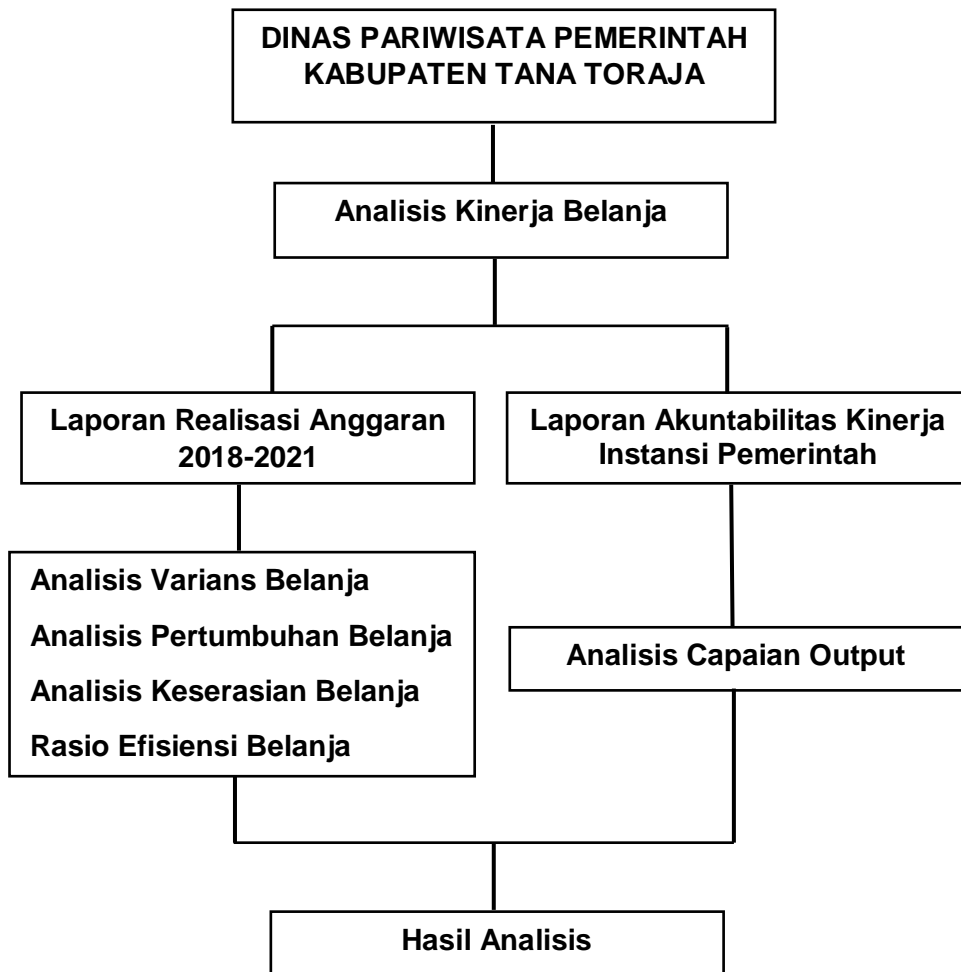 DINAS PARIWISATA PEMERINTAH
KABUPATEN TANA TORAJA
Analisis Kinerja Belanja
Laporan Realisasi Anggaran
2018-2021
Laporan Akuntabilitas Kinerja
Instansi Pemerintah
Analisis Varians Belanja
Analisis Pertumbuhan Belanja
Analisis Keserasian Belanja
Rasio Efisiensi Belanja
Analisis Capaian Output
Hasil Analisis